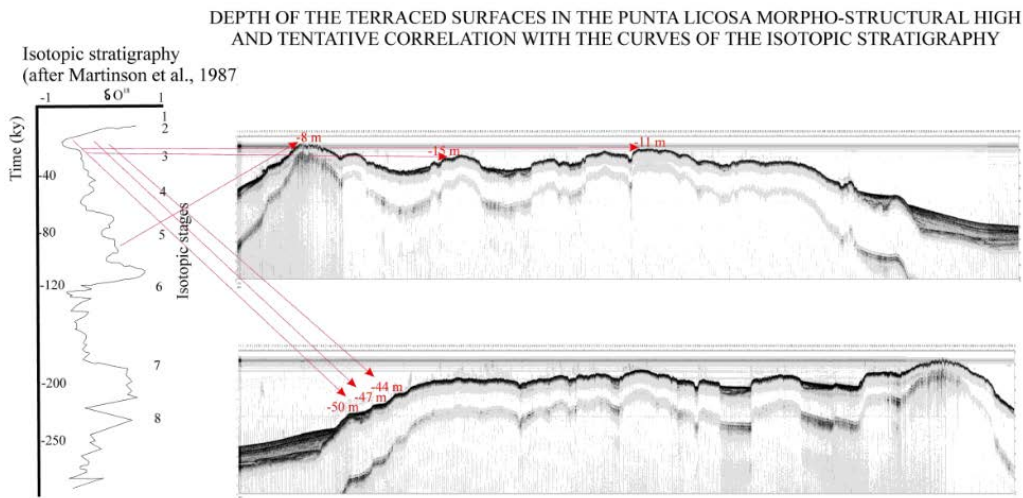 DEPTH OF THE TERRACED SURFACES IN THE PUNTA LICOSA MORPHO-STRUCTURAL HIGH
AND TENTATIVE CORRELATION WITH THE CURVES OF THE ISOTOPIC STRATIGRAPHY
Isotopic stratigraphy
(after Martinson et al., 1987
-1 δO¹⁸ 1
Time (ky)
-40
-80
-120
-200
-250
1
2
3
4
5
6
7
8
Isotopic stages
-8 m
-15 m
-11 m
-44 m
-47 m
-50 m